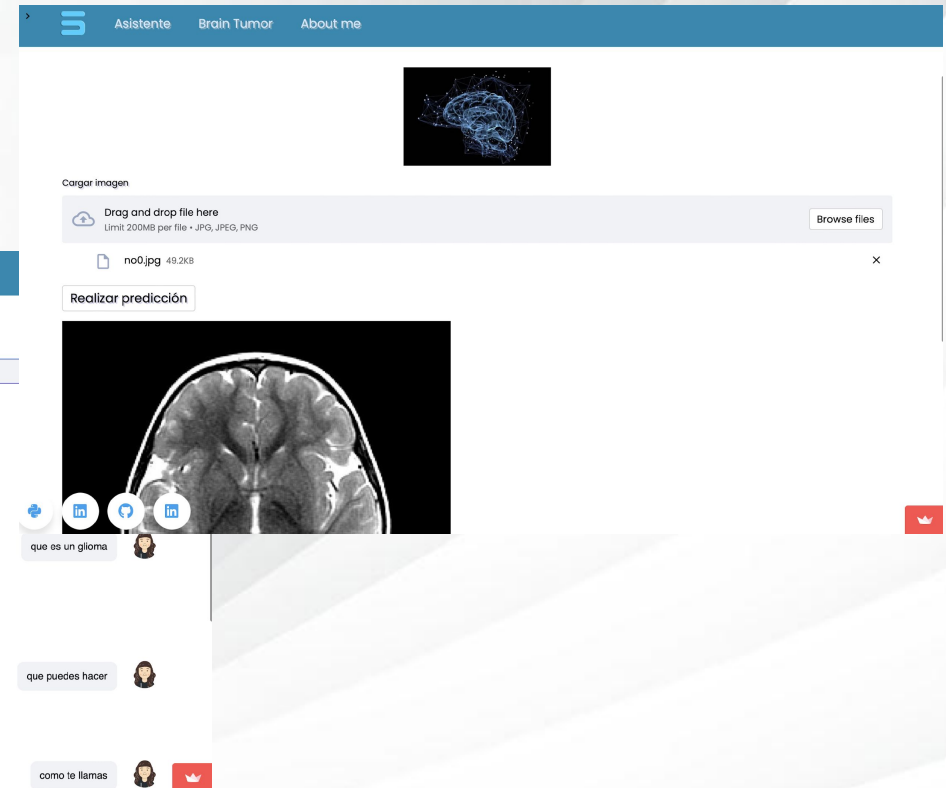 Asistente Brain Tumor About me
Cargar imagen
Drag and drop file here
Limit 200MB per file • JPG, JPEG, PNG
Browse files
no0.jpg 49.2KB
Realizar predicción
que es un glioma
que puedes hacer
como te llamas